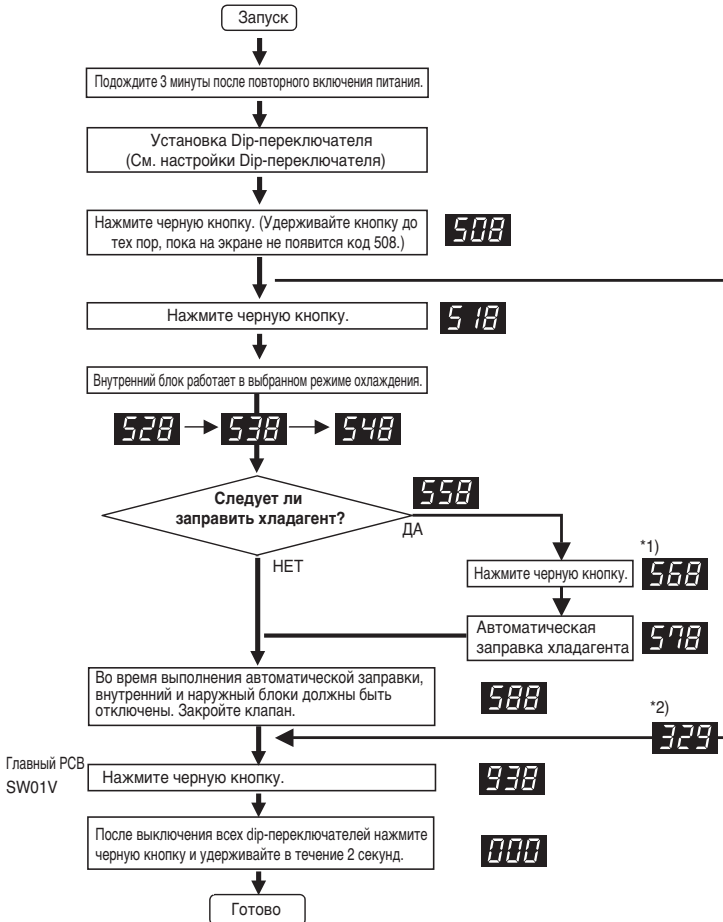 Запуск
Подождите 3 минуты после повторного включения питания.
Установка Dip-переключателя
(См. настройки Dip-переключателя)
Нажмите черную кнопку. (Удерживайте кнопку до
тех пор, пока на экране не появится код 508.)
508
Нажмите черную кнопку.
518
Внутренний блок работает в выбранном режиме охлаждения.
528
538
548
Следует ли
заправить хладагент?
558
ДА
НЕТ
*1)
Нажмите черную кнопку.
568
Автоматическая
заправка хладагента
578
Во время выполнения автоматической заправки,
внутренний и наружный блоки должны быть
отключены. Закройте клапан.
588
*2)
329
Главный PCB
SW01V
Нажмите черную кнопку.
938
После выключения всех dip-переключателей нажмите
черную кнопку и удерживайте в течение 2 секунд.
000
Готово